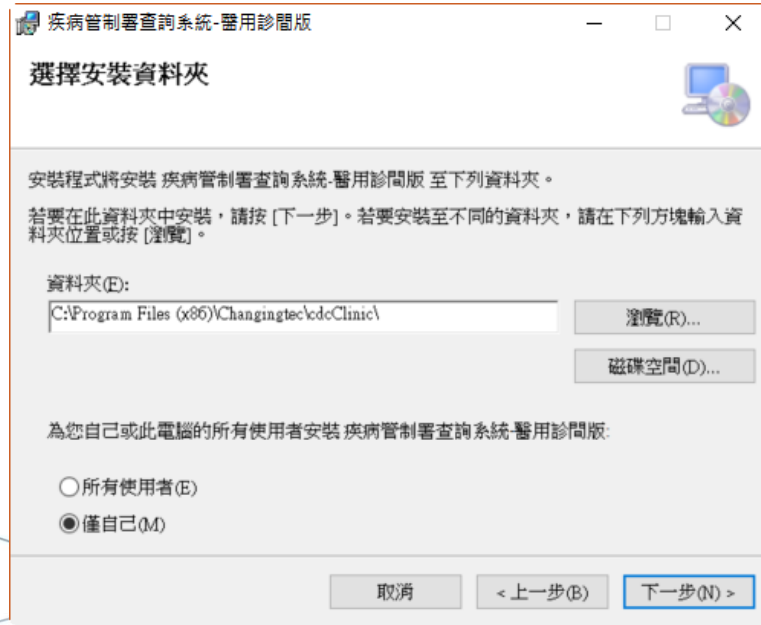 疾病管制署查詢系統-醫用診間版
選擇安裝資料夾
安裝程式將安裝 疾病管制署查詢系統-醫用診間版 至下列資料夾。
若要在此資料夾中安裝，請按 [下一步]。若要安裝至不同的資料夾，請在下列方塊輸入資
料夾位置或按 [瀏覽]。
資料夾(F):
C:\Program Files (x86)\Changingtec\cdcClinic\
瀏覽(R)...
磁碟空間(D)...
為您自己或此電腦的所有使用者安裝 疾病管制署查詢系統-醫用診間版:
所有使用者(E)
僅自己(M)
取消
< 上一步(B)
下一步(N) >